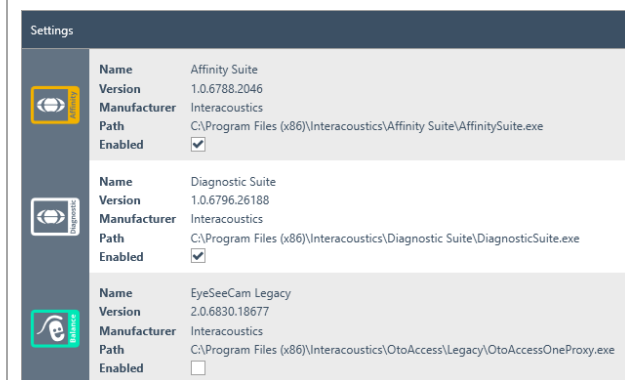 Settings
Affinity
Name Affinity Suite
Version 1.0.6788.2046
Manufacturer Interacoustics
Path C:\Program Files (x86)\Interacoustics\Affinity Suite\AffinitySuite.exe
Enabled
Diagnostic
Name Diagnostic Suite
Version 1.0.6796.26188
Manufacturer Interacoustics
Path C:\Program Files (x86)\Interacoustics\Diagnostic Suite\DiagnosticSuite.exe
Enabled
Balance
Name EyeSeeCam Legacy
Version 2.0.6830.18677
Manufacturer Interacoustics
Path C:\Program Files (x86)\Interacoustics\OtoAccess\Legacy\OtoAccessOneProxy.exe
Enabled